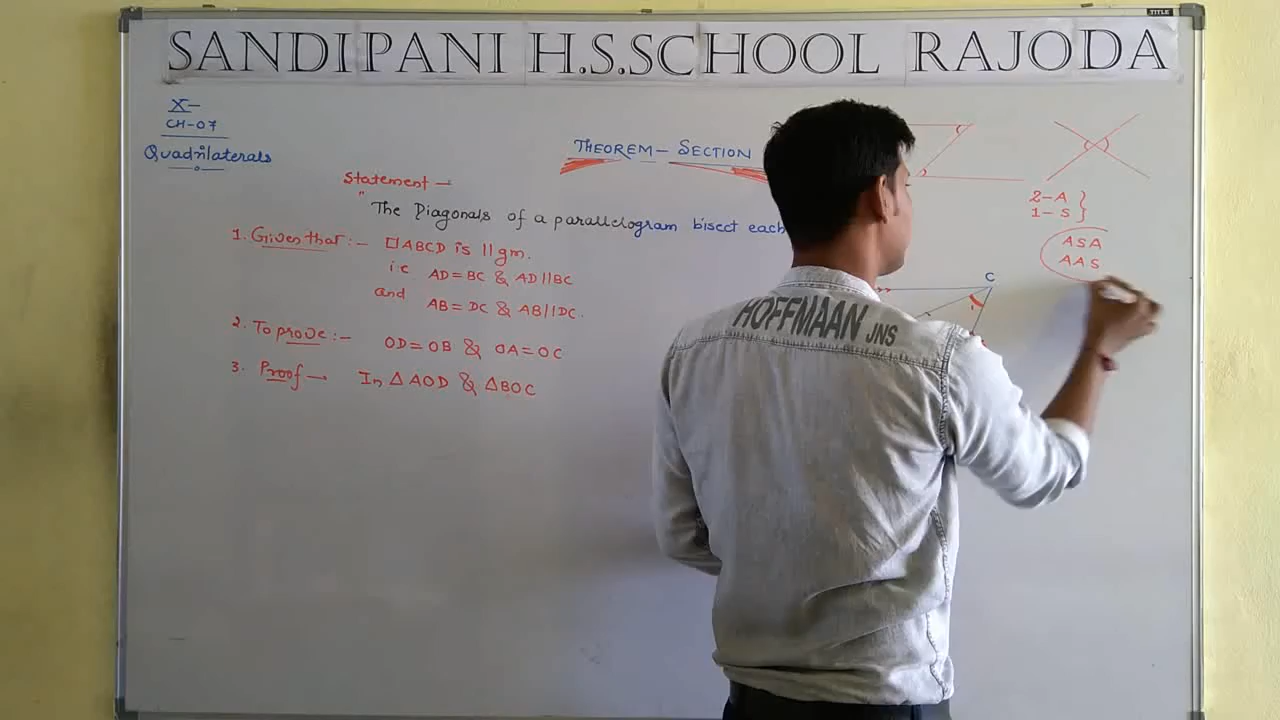 TITLE
SANDIPANI H.S.SCHOOL RAJODA
X-
CH-07
Quadrilaterals
THEOREM- SECTION
Statement -
"The Diagonals of a parallelogram bisect each
1. Given that:- □ABCD is ||gm.
i.e AD=BC & AD||BC
and AB=DC & AB||DC.
2. To prove:- OD=OB & OA=OC
3. Proof→ In △AOD & △BOC
2-A
1-S
ASA
AAS
C
HOFFMAAN JNS